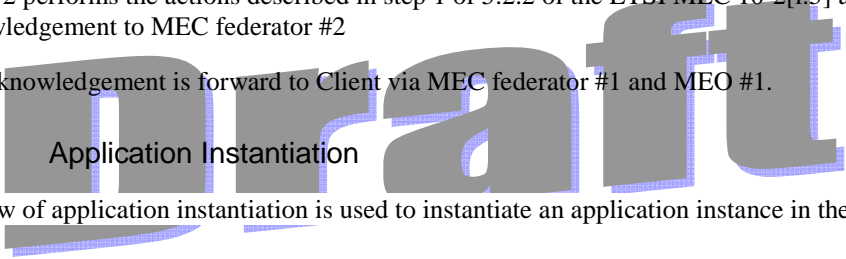 2 performs the actions described in step 1 of 5.2.2 of the ETSI MEC 10-2[i.5] 
wledgement to MEC federator #2
knowledgement is forward to Client via MEC federator #1 and MEO #1.
Draft
Application Instantiation
w of application instantiation is used to instantiate an application instance in the